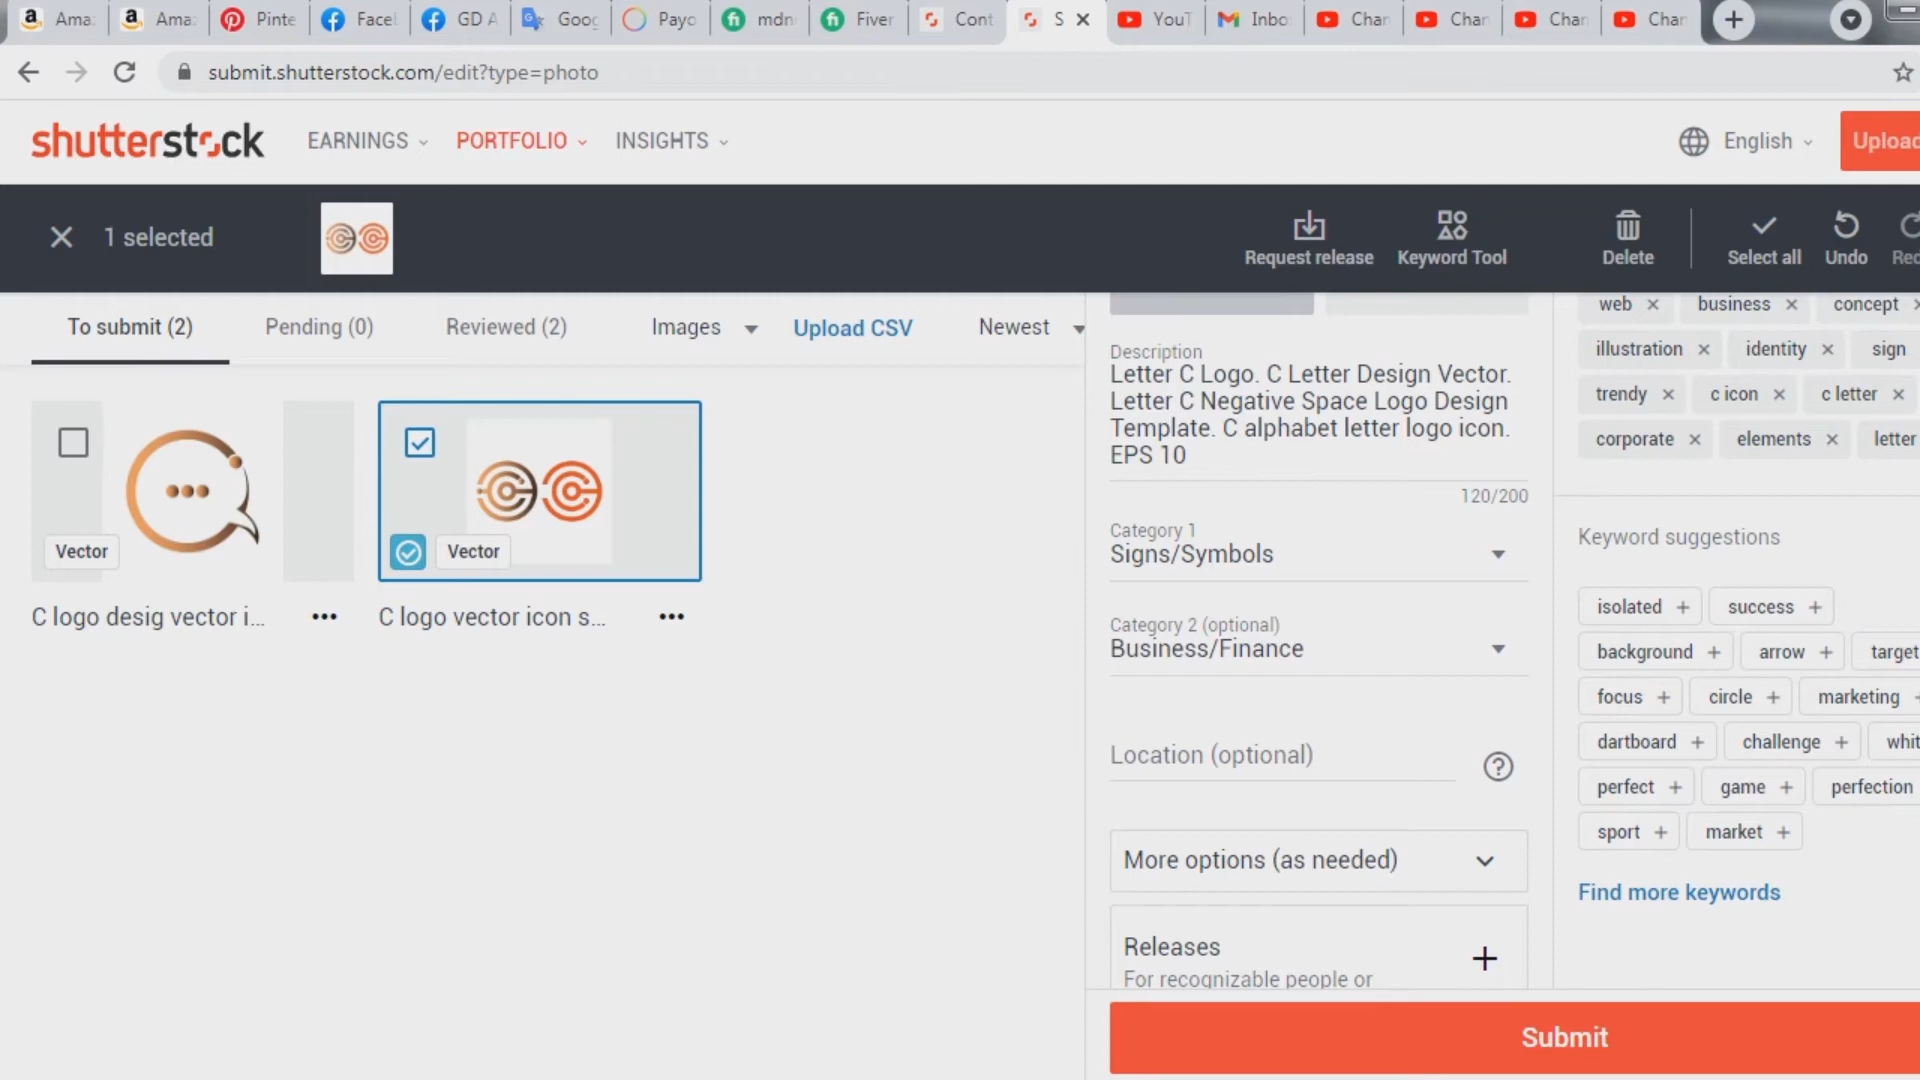 Ama
Ama
Pinte
Facel
GD A
Goog
Payo
mdn
Fiver
Cont
S
YouT
Inbo
Chan
Chan
Chan
Char
submit.shutterstock.com/edit?type=photo
shutterstock
EARNINGS
PORTFOLIO
INSIGHTS
English
Upload
1 selected
Request release
Keyword Tool
Delete
Select all
Undo
Rec
To submit (2)
Pending (0)
Reviewed (2)
Images
Upload CSV
Newest
Vector
C logo desig vector i...
Vector
C logo vector icon s...
Description
Letter C Logo. C Letter Design Vector.
Letter C Negative Space Logo Design
Template. C alphabet letter logo icon.
EPS 10
120/200
Category 1
Signs/Symbols
Category 2 (optional)
Business/Finance
Location (optional)
More options (as needed)
Releases
For recognizable people or
web business concept
illustration identity sign
trendy c icon c letter
corporate elements letter
Keyword suggestions
isolated + success +
background + arrow + target
focus + circle + marketing +
dartboard + challenge + whit
perfect + game + perfection
sport + market +
Find more keywords
Submit